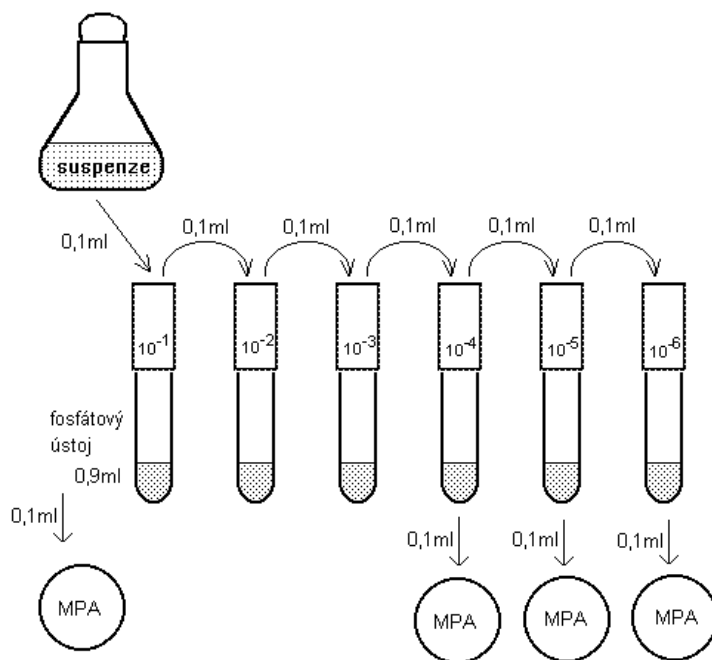 suspenze
0,1ml
0,1ml
0,1ml
0,1ml
0,1ml
0,1ml
10-1
10-2
10-3
10-4
10-5
10-6
fosfátový
ústoj
0,9ml
0,1ml
0,1ml
0,1ml
0,1ml
MPA
MPA
MPA
MPA